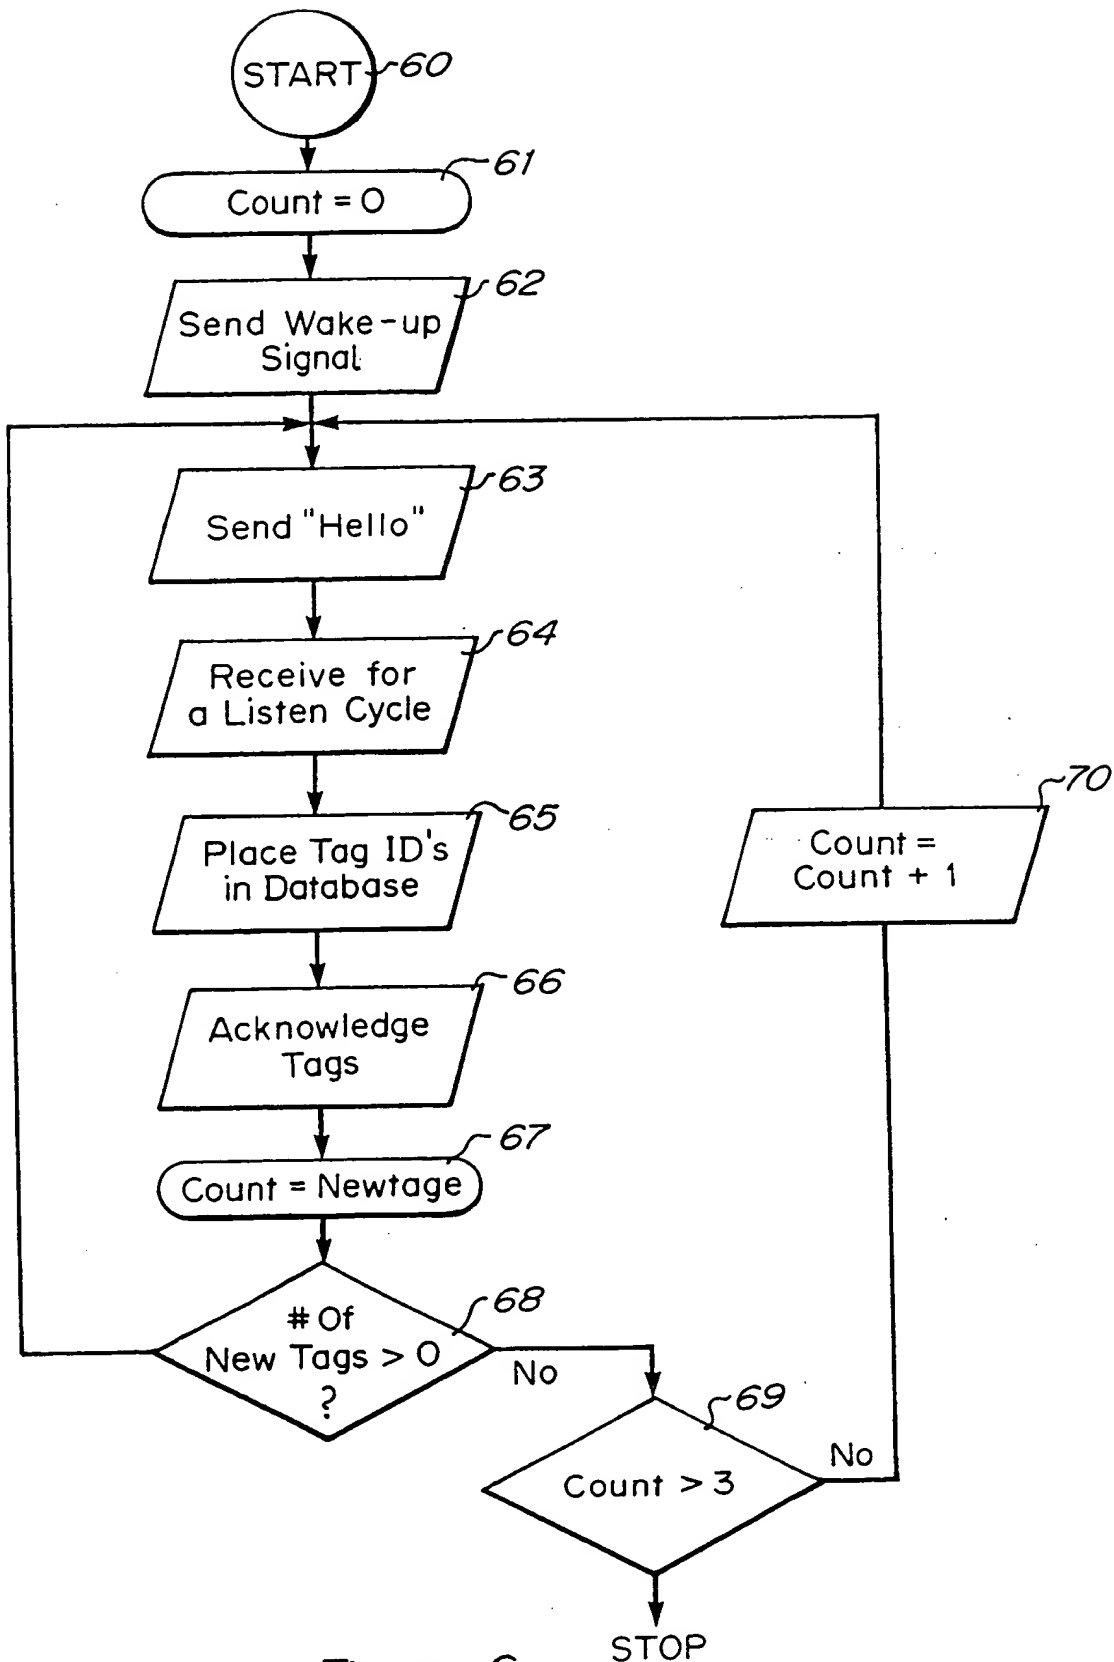 START
60
61
Count = 0
62
Send Wake-up
Signal
63
Send "Hello"
64
Receive for
a Listen Cycle
65
Place Tag ID's
in Database
70
Count =
Count + 1
66
Acknowledge
Tags
67
Count = Newtage
68
# Of
New Tags > 0
?
No
69
Count > 3
No
STOP